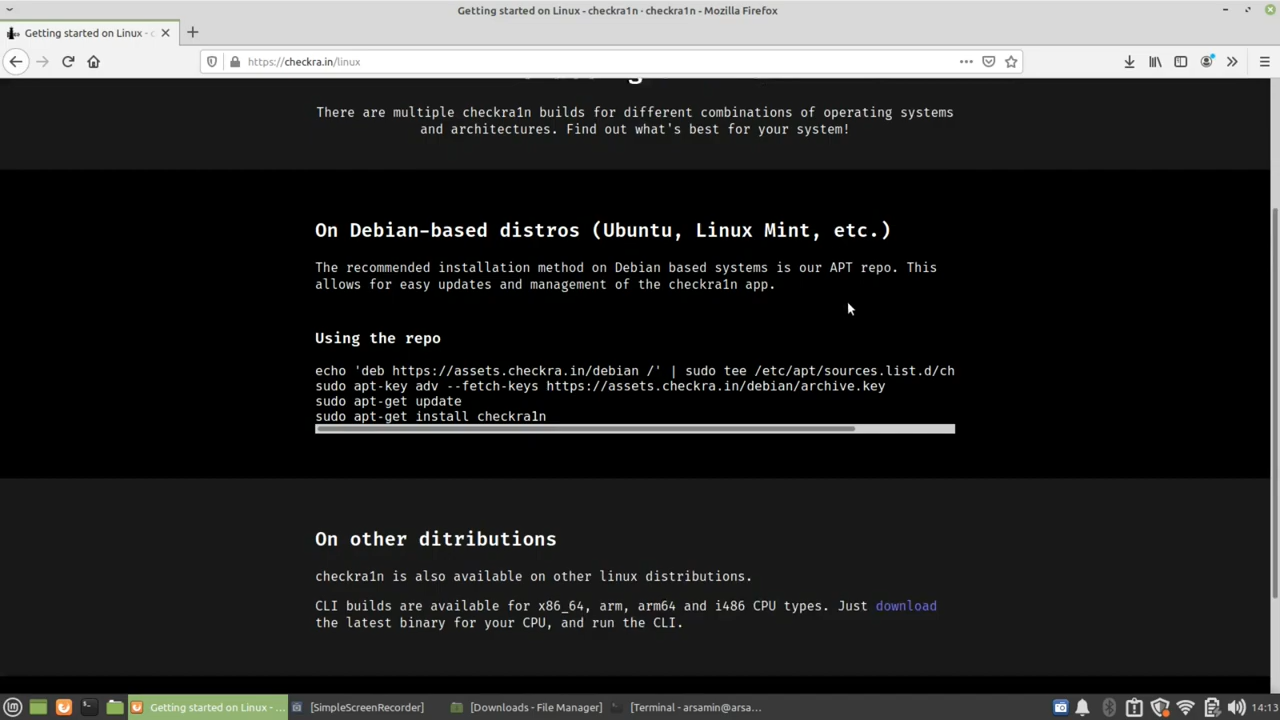 Getting started on Linux - checkra1n · checkra1n - Mozilla Firefox
Getting started on Linux - c
https://checkra.in/linux
There are multiple checkra1n builds for different combinations of operating systems
and architectures. Find out what's best for your system!
On Debian-based distros (Ubuntu, Linux Mint, etc.)
The recommended installation method on Debian based systems is our APT repo. This
allows for easy updates and management of the checkra1n app.
Using the repo
echo 'deb https://assets.checkra.in/debian /' | sudo tee /etc/apt/sources.list.d/ch
sudo apt-key adv --fetch-keys https://assets.checkra.in/debian/archive.key
sudo apt-get update
sudo apt-get install checkra1n
On other ditributions
checkra1n is also available on other linux distributions.
CLI builds are available for x86_64, arm, arm64 and i486 CPU types. Just download
the latest binary for your CPU, and run the CLI.
Getting started on Linux - ... [SimpleScreenRecorder] [Downloads - File Manager] [Terminal - arsamin@arsa... 14:13